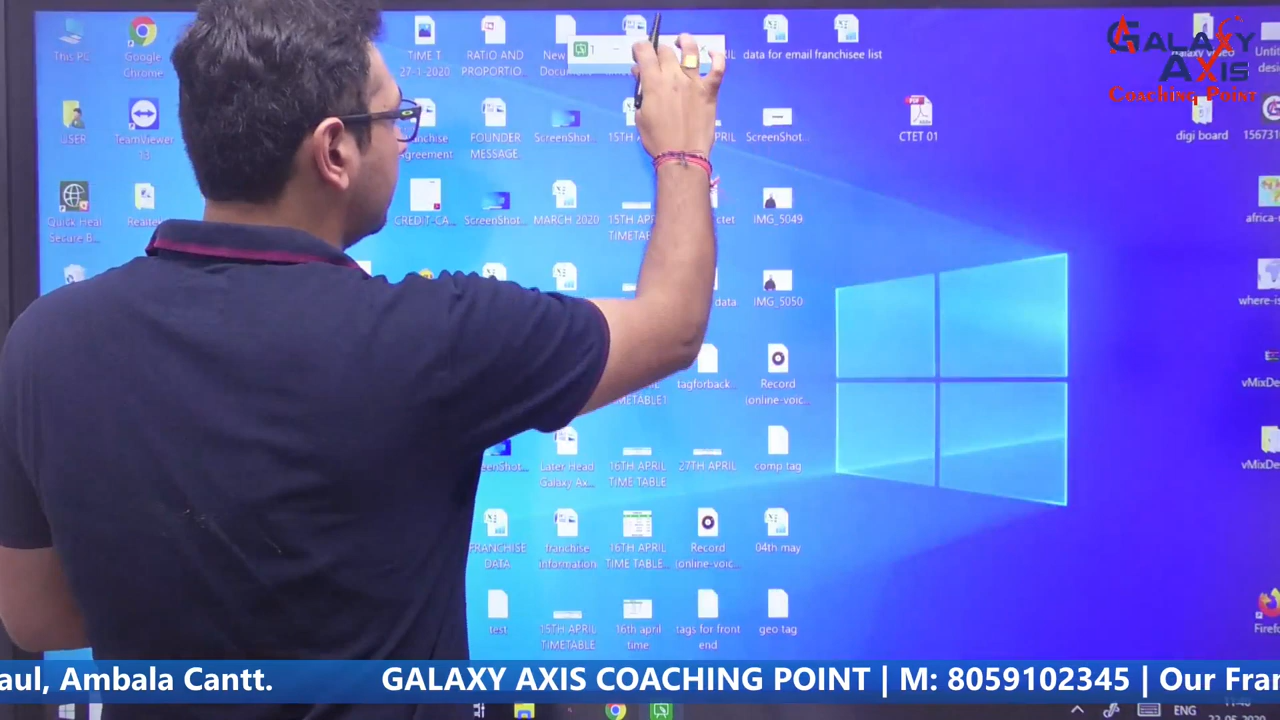 This PC
Google
Chrome
TIME T
27-1-2020
RATIO AND
PROPORTIO...
1
data for email
franchisee list
GALAXY
AXIS
Coaching Point
USER
TeamViewer
13
Agreement
FOUNDER
MESSAGE
ScreenShot...
15TH
ScreenShot...
CTET 01
digi board
Quick Heal
Secure B...
Realtek
CREDIT-CA...
ScreenShot...
MARCH 2020
ctet
IMG_5049
data
IMG_5050
tagforback...
Record
(online-voic...
Later Head
Galaxy Ax...
16TH APRIL
TIME TABLE
27TH APRIL
comp tag
FRANCHISE
DATA
franchise
information
16TH APRIL
TIME TABLE...
Record
(online-voic...
04th may
test
15TH APRIL
TIMETABLE
16th april
time
tags for front
end
geo tag
aul, Ambala Cantt. GALAXY AXIS COACHING POINT | M: 8059102345 | Our Fran
ENG